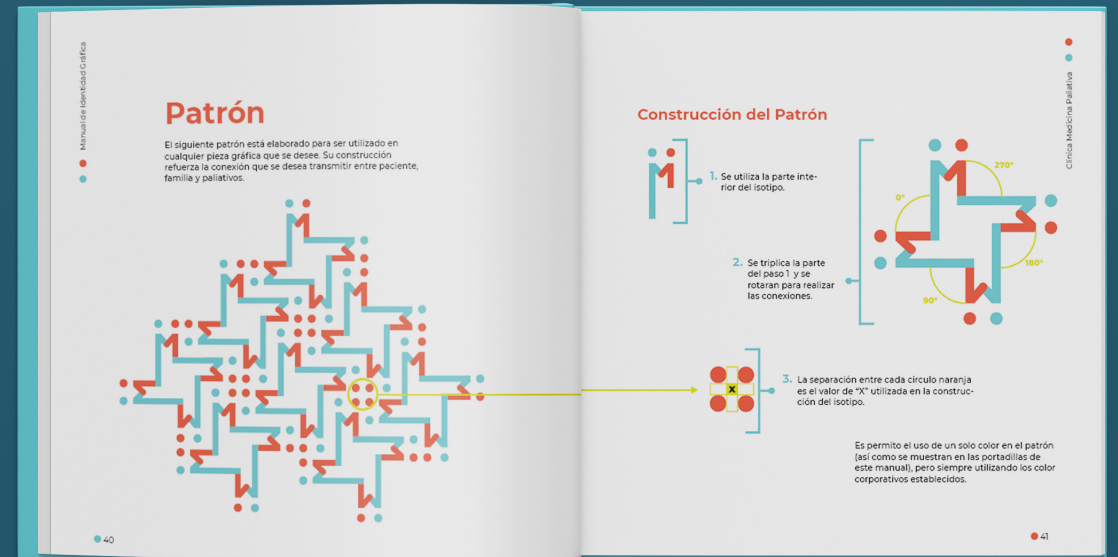 Manual de Identidad Gráfica
Patrón
El siguiente patrón está elaborado para ser utilizado en
cualquier pieza gráfica que se desee. Su construcción
refuerza la conexión que se desea transmitir entre paciente,
familia y paliativos.
40
Construcción del Patrón
1. Se utiliza la parte inte-
rior del isotipo.
2. Se triplica la parte
del paso 1 y se
rotaran para realizar
las conexiones.
0°
270°
180°
90°
x
3. La separación entre cada circulo naranja
es el valor de “X” utilizada en la construc-
ción del isotipo.
Es permito el uso de un solo color en el patrón
(así como se muestran en las portadillas de
este manual), pero siempre utilizando los color
corporativos establecidos.
Clínica Medicina Paliativa
41